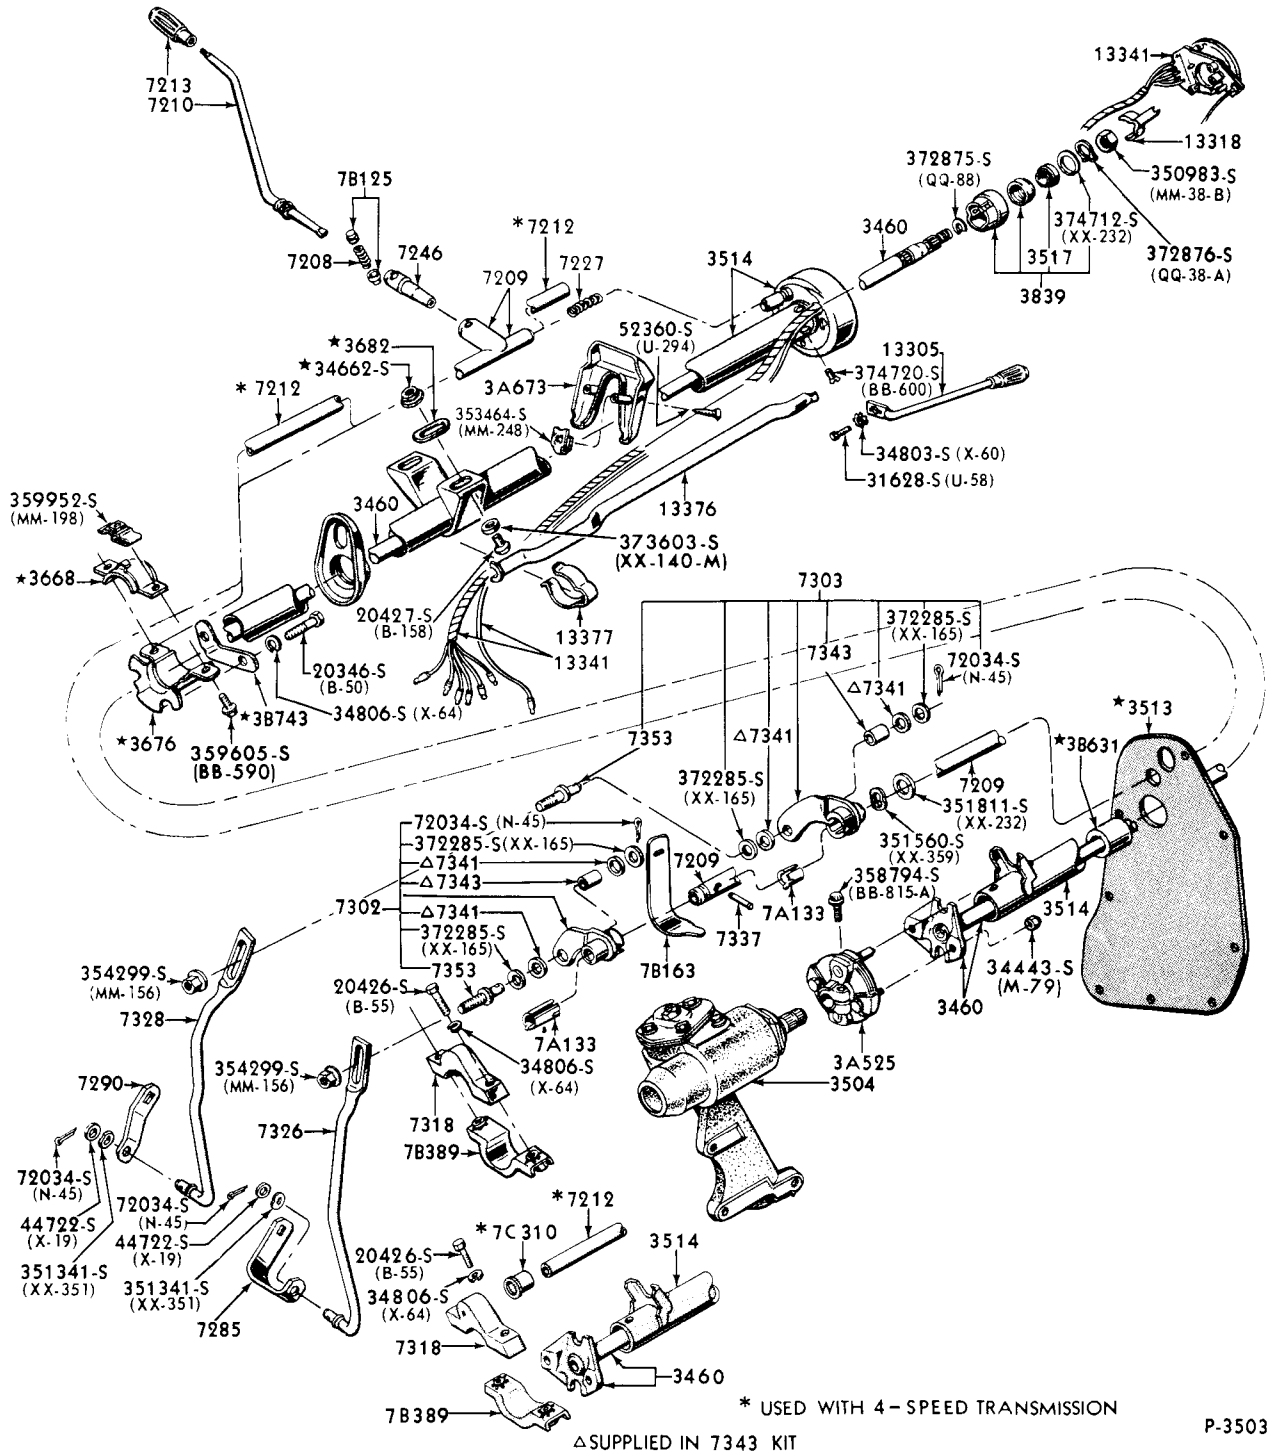 7213
7210
13341
13318
372875-S
(QQ-88)
350983-S
(MM-38-B)
7B125
374712-S
(XX-232)
* 7212
3460
7246
7208
7209
7227
3514
3517
372876-S
(QQ-38-A)
3839
52360-S
(U-294)
★3682
★34662-S
13305
374720-S
(BB-600)
* 7212
3A673
353464-S
(MM-248)
34803-S (X-60)
31628-S (U-58)
359952-S
(MM-198)
3460
13376
373603-S
(XX-140-M)
★3668
7303
20427-S
(B-158)
13377
372285-S
(XX-165)
7343
13341
72034-S
(N-45)
20346-S
(B-50)
34806-S (X-64)
△7341
★3B743
★3513
★3676
359605-S
(BB-590)
7353
△7341
★3B631
372285-S
(XX-165)
7209
351811-S
(XX-232)
72034-S (N-45)
372285-S (XX-165)
351560-S
(XX-359)
△7341
7209
358794-S
(BB-815-A)
△7343
7302
△7341
7A133
3514
372285-S
(XX-165)
7337
7353
7B163
354299-S
(MM-156)
20426-S
(B-55)
34443-S
(M-79)
3460
7328
7A133
3A525
354299-S
(MM-156)
34806-S
(X-64)
3504
7290
7318
7326
7B389
72034-S
(N-45)
72034-S
(N-45)
* 7212
44722-S
(X-19)
44722-S
(X-19)
* 7C310
3514
20426-S
(B-55)
351341-S
(XX-351)
351341-S
(XX-351)
34806-S
(X-64)
7285
7318
3460
7B389
* USED WITH 4-SPEED TRANSMISSION
P-3503
△SUPPLIED IN 7343 KIT